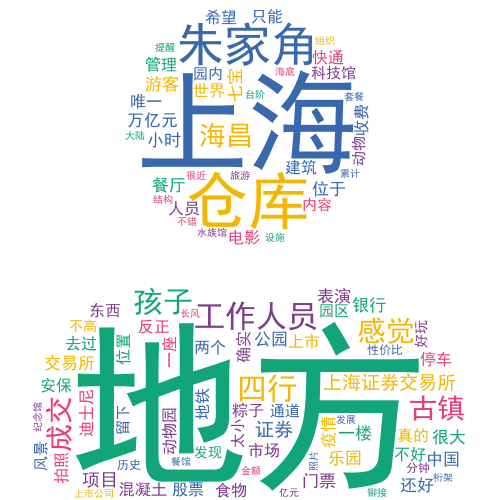 希望 只能
朱家角 组织
提醒
管理 园内 海底 快通
游客 世界 七宝 台阶 科技馆
唯一 上海 套餐
万亿元 收费
大陆 小时 海昌 动物
餐厅 很近 旅游 建筑 累计
结构 仓库 位于
人员 内容
不错 水族馆 电影 设施
孩子 工作人员 表演
东西 长风 园区 银行
不高 反正 确实 公园 上市 感觉 好玩
去过 位置 一座 两个 性价比
交易所 地方 停车
安保 迪士尼 地铁 四行 上海证券交易所
纪念馆 成交 留下 动物园 粽子 通道 发展 古镇
太小 证券 疫情 一楼 真的 很大
风景 拍照 发现 市场 乐园 不好 中国
历史 餐馆 金额 照片 分钟
项目 门票 还好 桁架
上市公司 混凝土 股票 食物 亿元 铆接